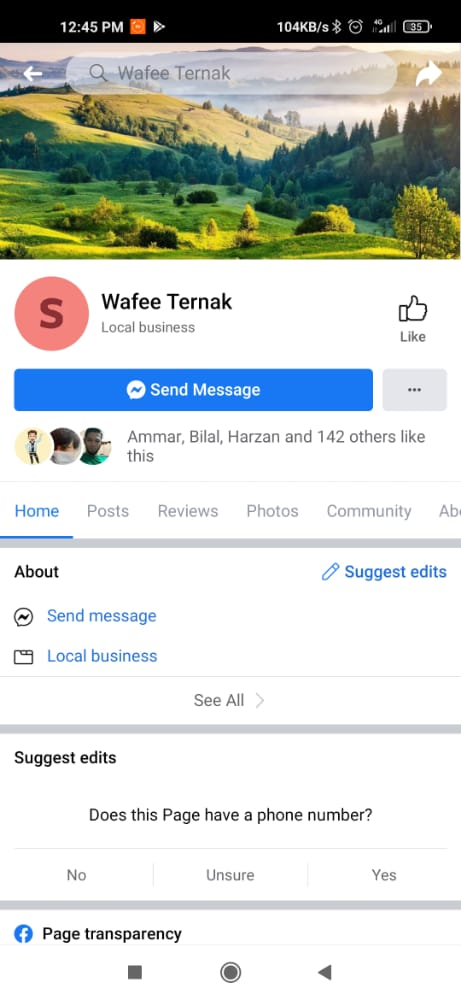 12:45 PM
104KB/s
4G
35
Wafee Ternak
S
Wafee Ternak
Local business
Like
Send Message
Ammar, Bilal, Harzan and 142 others like
this
Home
Posts
Reviews
Photos
Community
Abo
About
Suggest edits
Send message
Local business
See All
Suggest edits
Does this Page have a phone number?
No
Unsure
Yes
Page transparency